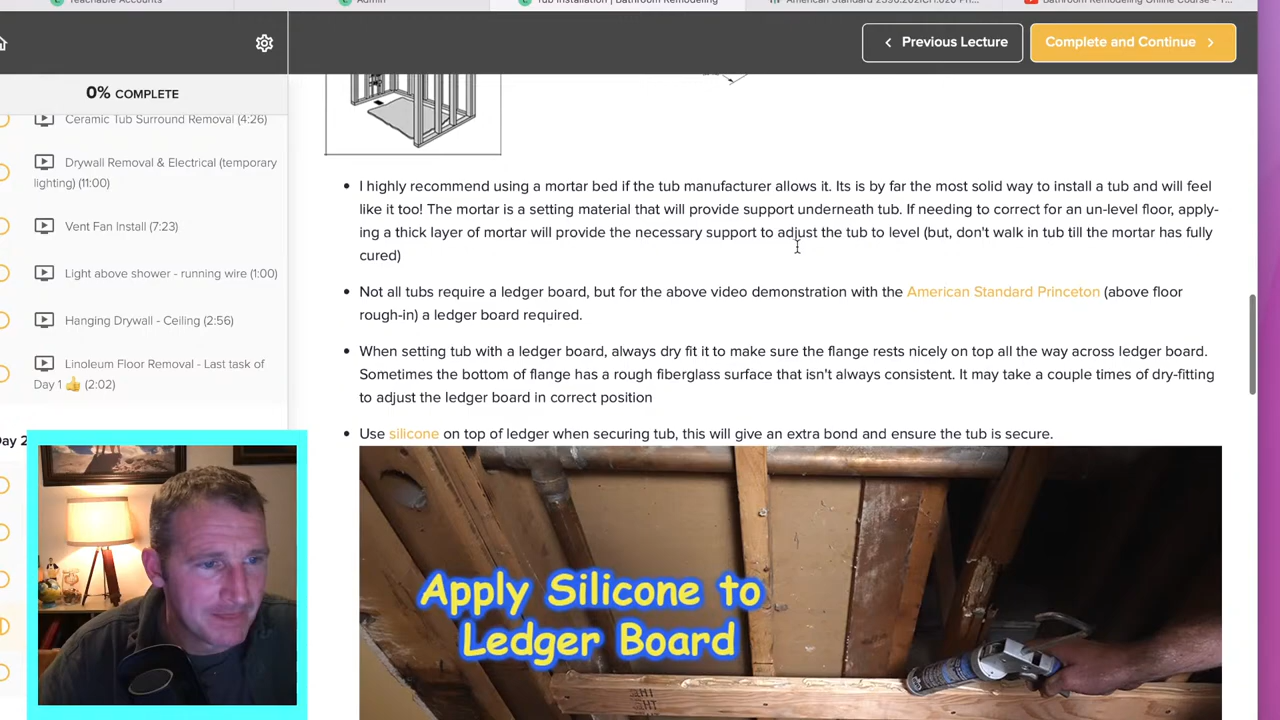 Teachable Accounts
Admin
Tub Installation | Bathroom Remodeling
Previous Lecture
Complete and Continue
0% COMPLETE
Ceramic Tub Surround Removal (4:26)
Drywall Removal & Electrical (temporary
lighting) (11:00)
Vent Fan Install (7:23)
Light above shower - running wire (1:00)
Hanging Drywall - Ceiling (2:56)
Linoleum Floor Removal - Last task of
Day 1 👍 (2:02)
Day 2
I highly recommend using a mortar bed if the tub manufacturer allows it. Its is by far the most solid way to install a tub and will feel
like it too! The mortar is a setting material that will provide support underneath tub. If needing to correct for an un-level floor, apply-
ing a thick layer of mortar will provide the necessary support to adjust the tub to level (but, don't walk in tub till the mortar has fully
cured)
Not all tubs require a ledger board, but for the above video demonstration with the American Standard Princeton (above floor
rough-in) a ledger board required.
When setting tub with a ledger board, always dry fit it to make sure the flange rests nicely on top all the way across ledger board.
Sometimes the bottom of flange has a rough fiberglass surface that isn't always consistent. It may take a couple times of dry-fitting
to adjust the ledger board in correct position
Use silicone on top of ledger when securing tub, this will give an extra bond and ensure the tub is secure.
Apply Silicone to
Ledger Board